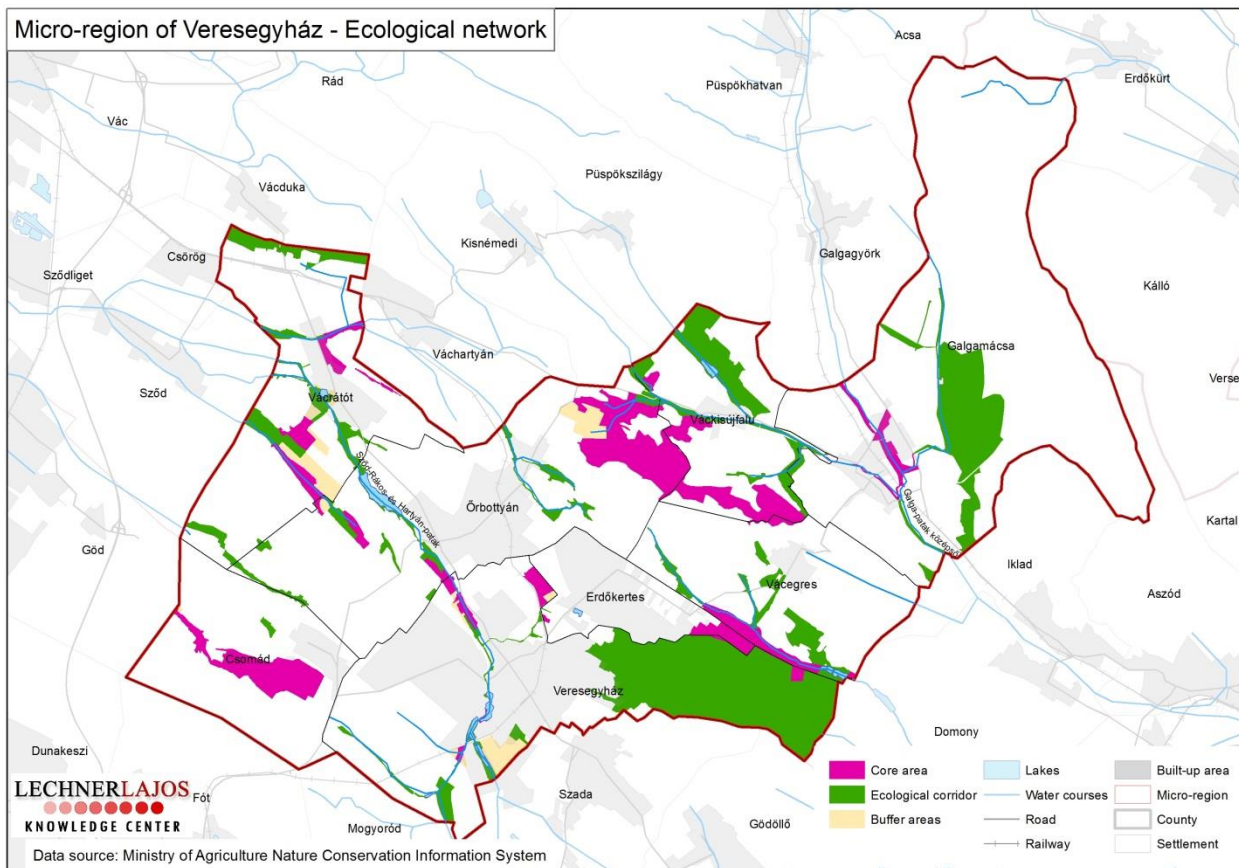 Micro-region of Veresegyház - Ecological network
Acsa
Erdőkürt
Rád
Püspökhatvan
Vác
Püspökszilágy
Vácduka
Kisnémedi
Csörög
Galgagyörk
Sződliget
Kálló
Galgamácsa
Váchartyán
Verse
Sződ
Vácrátót
Váckisújfalu
Sződ-Rákos- és Hartyán-patak
Őrbottyán
Galga-patak középső
Kartal
Göd
Iklad
Vácegres
Aszód
Erdőkertes
Csomád
Veresegyház
Domony
Dunakeszi
Szada
Gödöllő
Fót
Mogyoród
LECHNERLAJOS
KNOWLEDGE CENTER
Data source: Ministry of Agriculture Nature Conservation Information System
Core area
Ecological corridor
Buffer areas
Lakes
Water courses
Road
Railway
Built-up area
Micro-region
County
Settlement